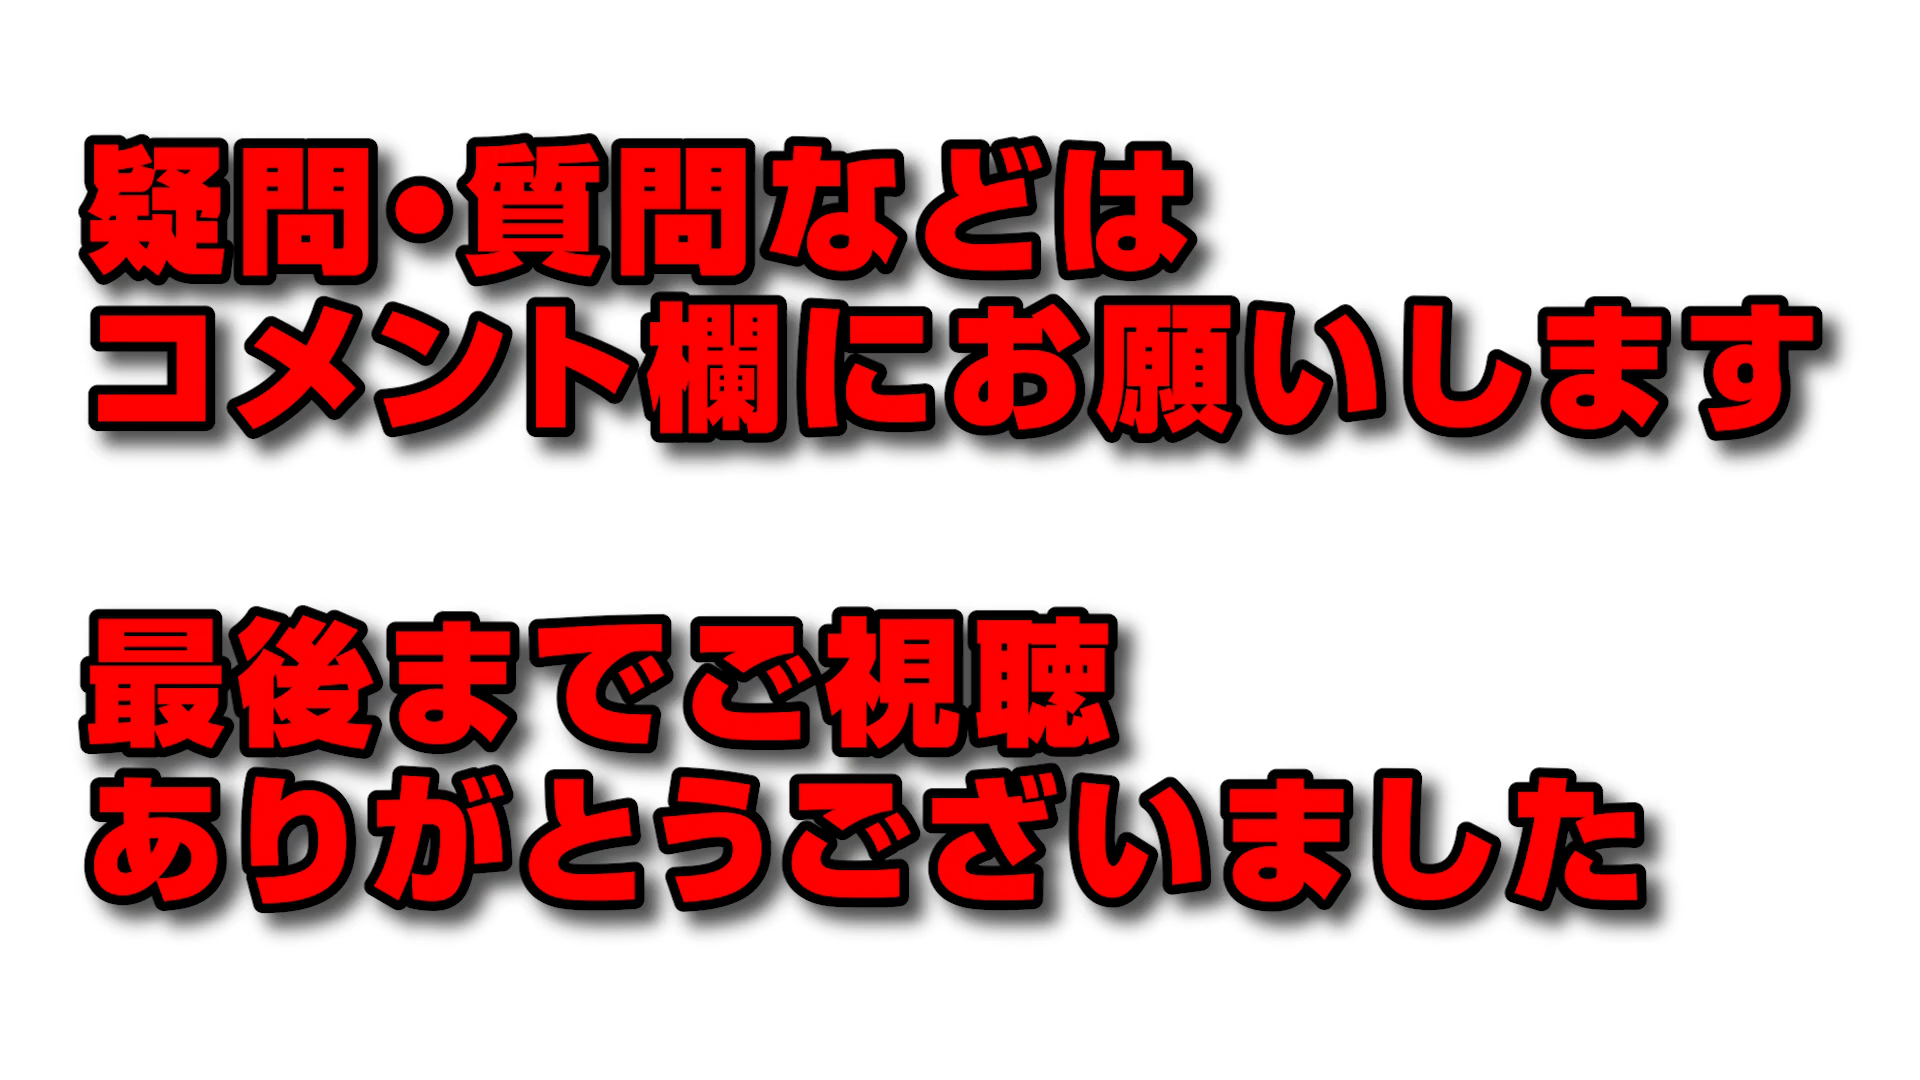 疑問・質問などは
コメント欄にお願いします
最後までご視聴
ありがとうございました